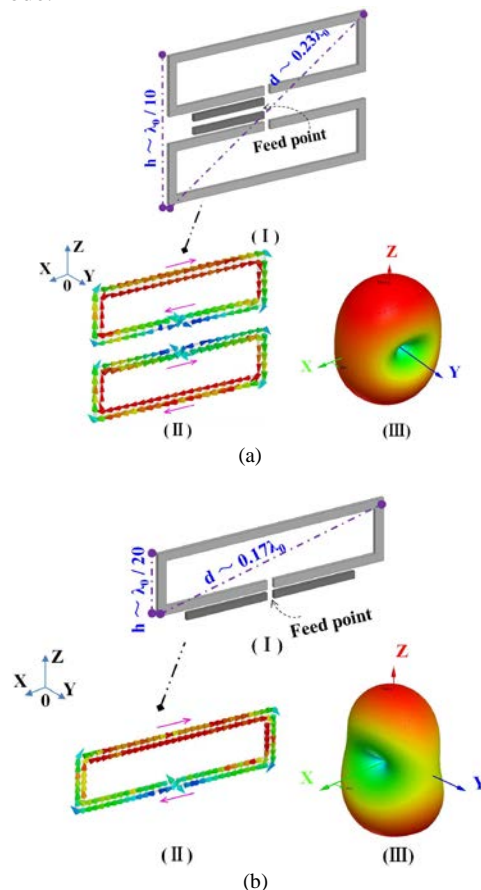 d ~ 0.23λ₀
h ~ λ₀ / 10
Feed point
(Ⅰ)
Z
X
0
Y
Z
X
Y
(Ⅱ)
(Ⅲ)
(a)
d ~ 0.17λ₀
h ~ λ₀ / 20
Feed point
(Ⅰ)
Z
X
0
Y
Z
X
Y
(Ⅱ)
(Ⅲ)
(b)